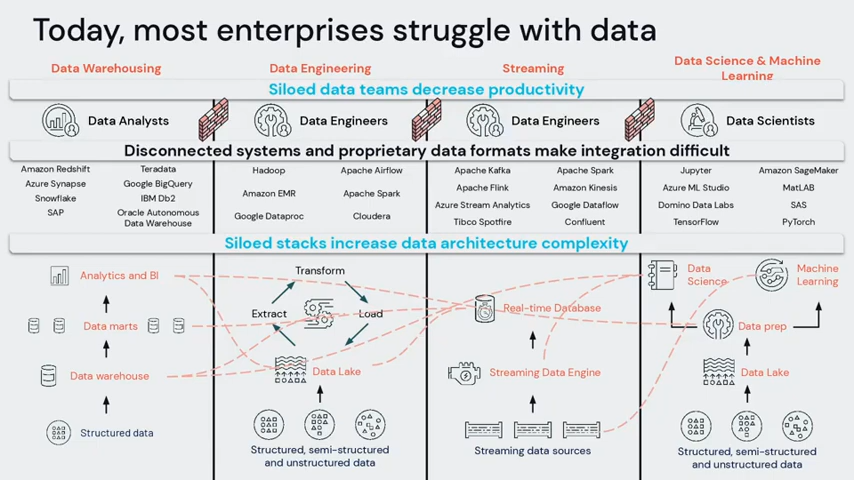 Today, most enterprises struggle with data
Data Warehousing
Data Engineering
Streaming
Data Science & Machine
Learning
Siloed data teams decrease productivity
Data Analysts
Data Engineers
Data Engineers
Data Scientists
Disconnected systems and proprietary data formats make integration difficult
Amazon Redshift
Teradata
Azure Synapse
Google BigQuery
Snowflake
IBM Db2
SAP
Oracle Autonomous
Data Warehouse
Hadoop
Apache Airflow
Amazon EMR
Apache Spark
Google Dataproc
Cloudera
Apache Kafka
Apache Spark
Apache Flink
Amazon Kinesis
Azure Stream Analytics
Google Dataflow
Tibco Spotfire
Confluent
Jupyter
Amazon SageMaker
Azure ML Studio
MatLAB
Domino Data Labs
SAS
TensorFlow
PyTorch
Siloed stacks increase data architecture complexity
Analytics and BI
Data marts
Data warehouse
Structured data
Transform
Extract
Load
Data Lake
Structured, semi-structured
and unstructured data
Real-time Database
Streaming Data Engine
Streaming data sources
Data
Science
Machine
Learning
Data prep
Data Lake
Structured, semi-structured
and unstructured data